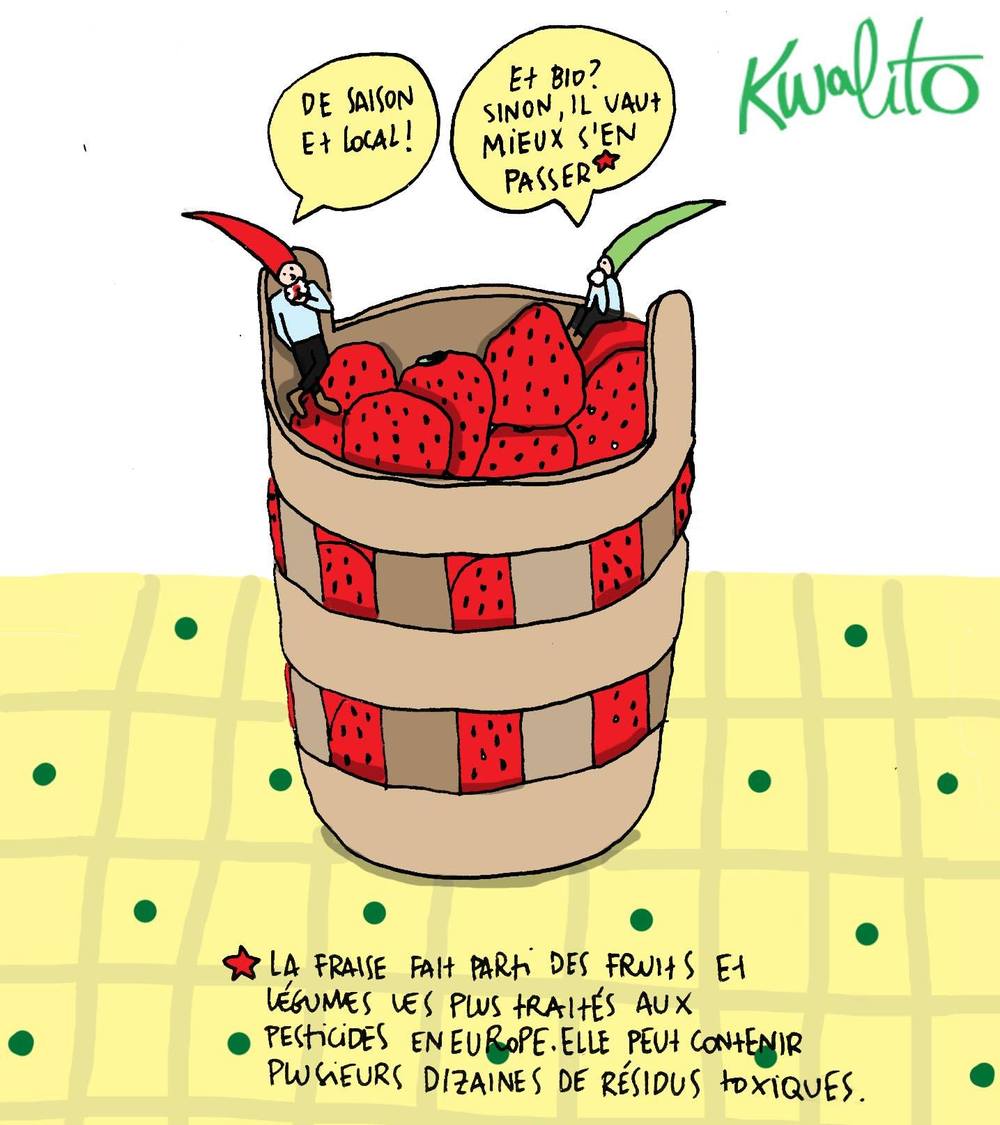 Kwalito
DE SAISON
Et LOCAL!
Et BIO?
SINON, IL VAUt
MIEUX S'EN
PASSER★
★ LA FRAISE FAIt PARti DES FRUItS Et
LÉGUMES LES PLUS tRAItÉS AUX
PEStICIDES EN EUROPE. ELLE PEUt CONtENIR
PLUSIEURS DIZAINES DE RÉSIDUS tOXIQUES.